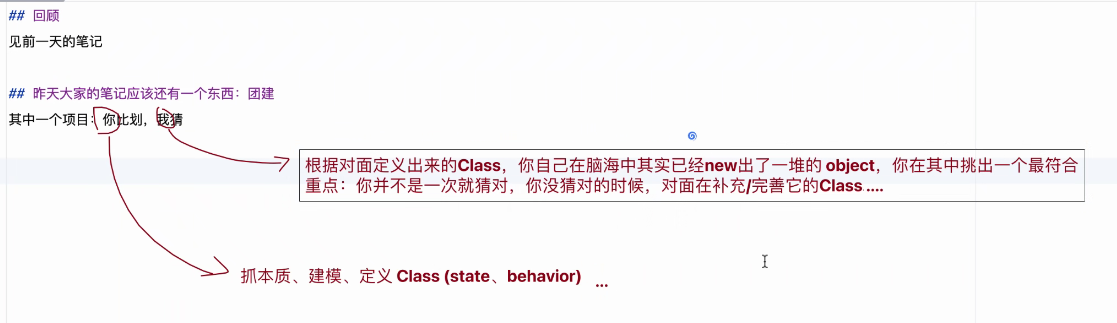 ## 回顾
见前一天的笔记
## 昨天大家的笔记应该还有一个东西：团建
其中一个项目：你比划，我猜
根据对面定义出来的Class，你自己在脑海中其实已经new出了一堆的 object，你在其中挑出一个最符合
重点：你并不是一次就猜对，你没猜对的时候，对面在补充/完善它的Class ....
抓本质、建模、定义 Class (state、behavior) ...